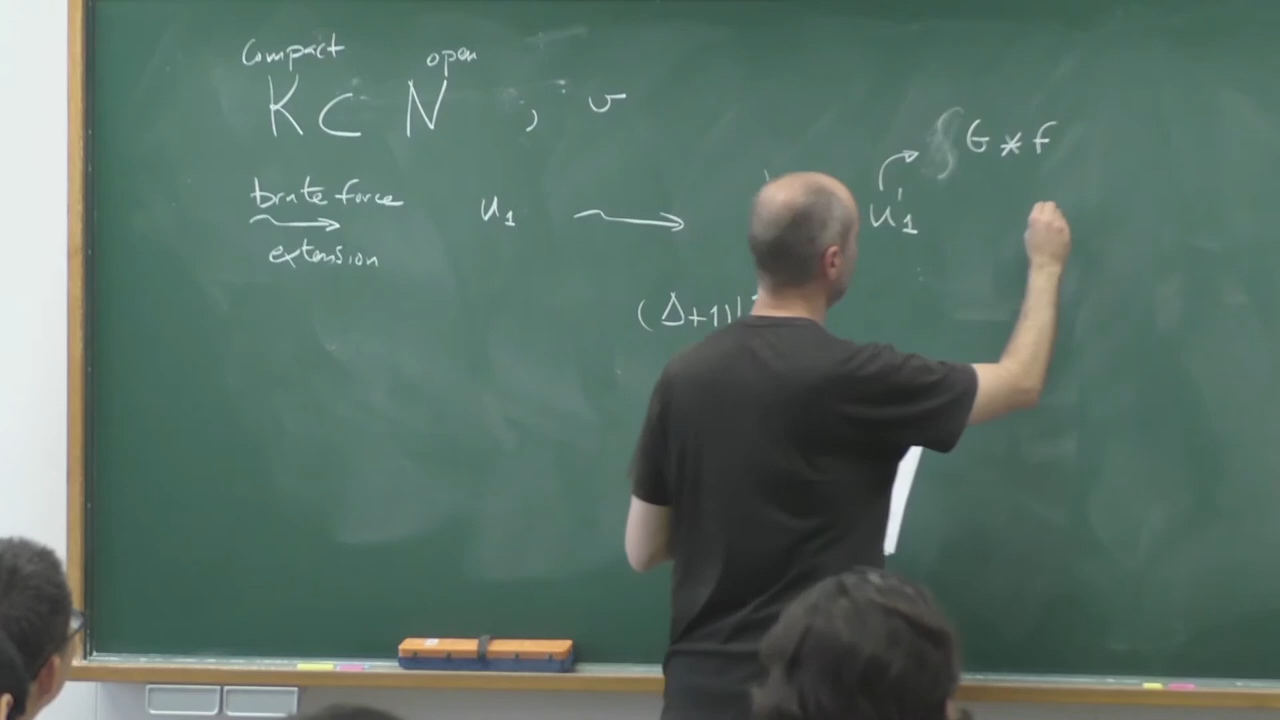 compact open
K ⊂ N , v
G * f
brute force
extension
u₁ ⟶ u₁'
(Δ+1)